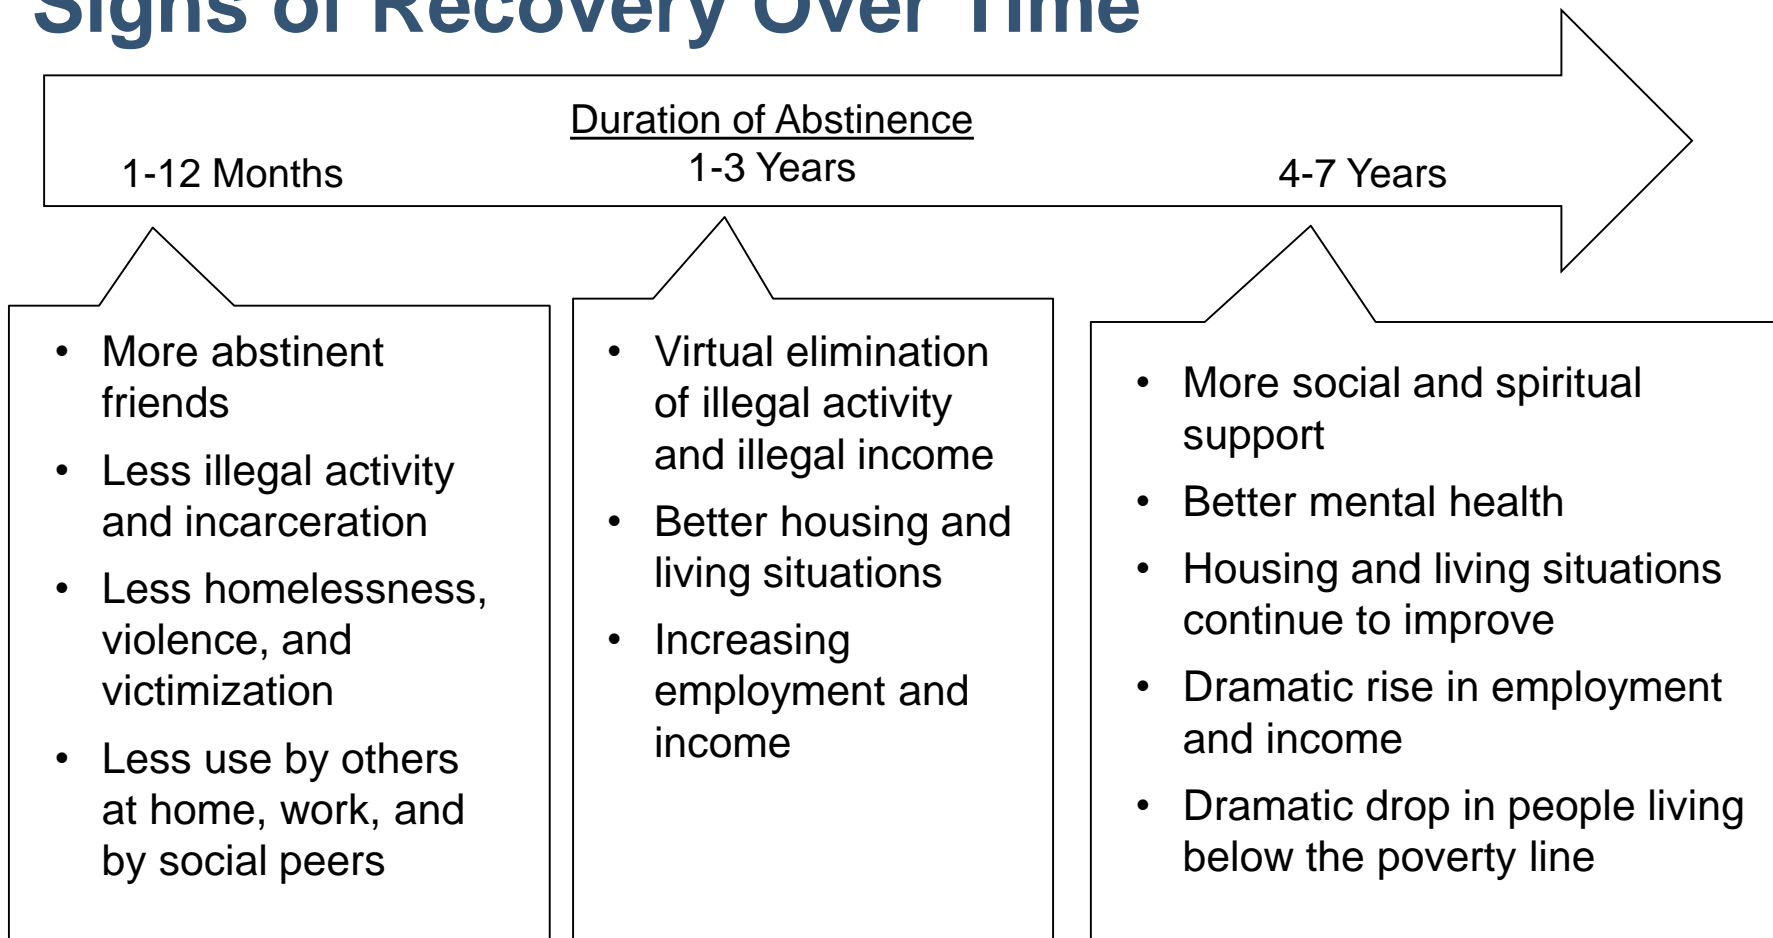 Signs of Recovery Over Time
Duration of Abstinence
1-12 Months
1-3 Years
4-7 Years
• More abstinent
friends
• Less illegal activity
and incarceration
• Less homelessness,
violence, and
victimization
• Less use by others
at home, work, and
by social peers
• Virtual elimination
of illegal activity
and illegal income
• Better housing and
living situations
• Increasing
employment and
income
• More social and spiritual
support
• Better mental health
• Housing and living situations
continue to improve
• Dramatic rise in employment
and income
• Dramatic drop in people living
below the poverty line